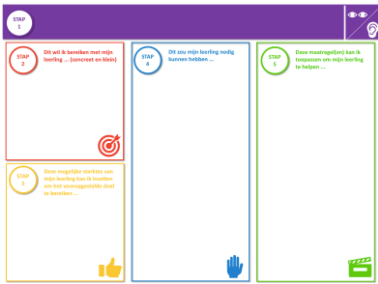 STAP
1
STAP
2
Dit wil ik bereiken met mijn
leerling ... (concreet en klein)
STAP
3
Deze mogelijke sterktes van
mijn leerling kan ik inzetten
om het vooropgestelde doel
te bereiken ...
STAP
4
Dit zou mijn leerling nodig
kunnen hebben ...
STAP
5
Deze maatregel(en) kan ik
toepassen om mijn leerling
te helpen ...